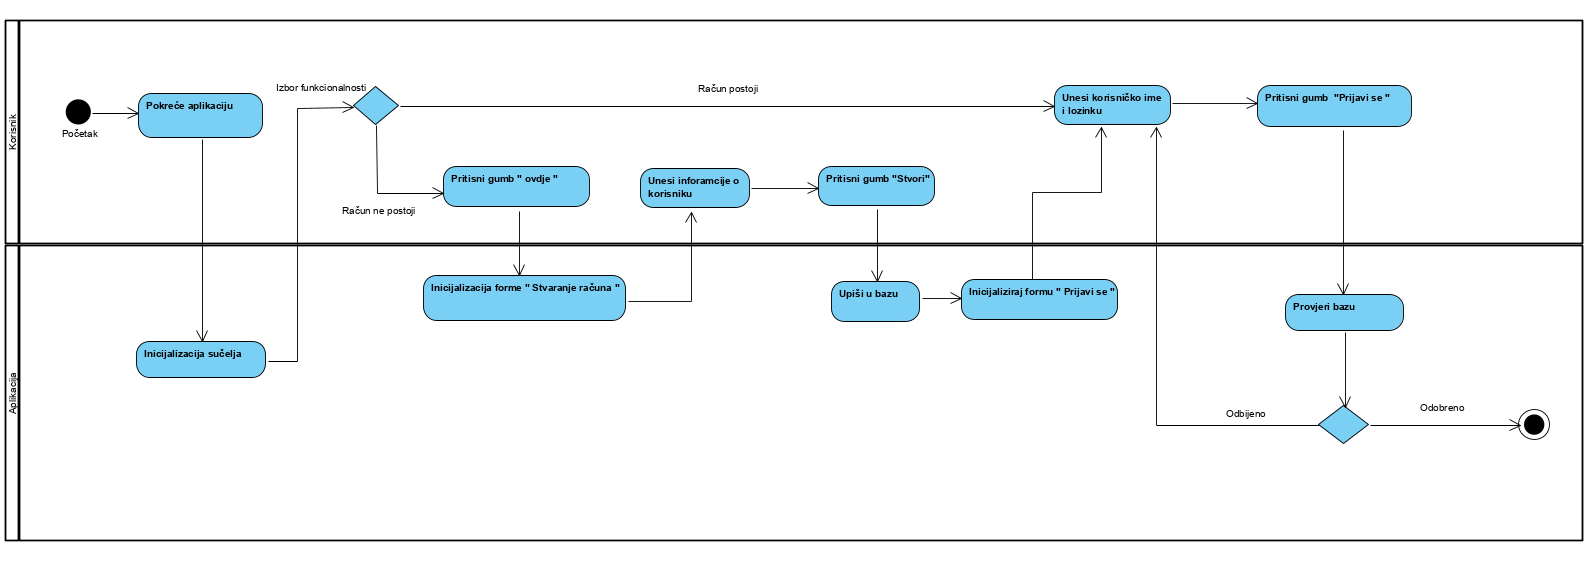 Korisnik
Početak
Pokreće aplikaciju
Izbor funkcionalnosti
Račun postoji
Račun ne postoji
Pritisni gumb " ovdje "
Unesi inforamcije o
korisniku
Pritisni gumb "Stvori"
Unesi korisničko ime
i lozinku
Pritisni gumb "Prijavi se "
Aplikacija
Inicijalizacija sučelja
Inicijalizacija forme " Stvaranje računa "
Upiši u bazu
Inicijaliziraj formu " Prijavi se "
Provjeri bazu
Odbijeno
Odobreno